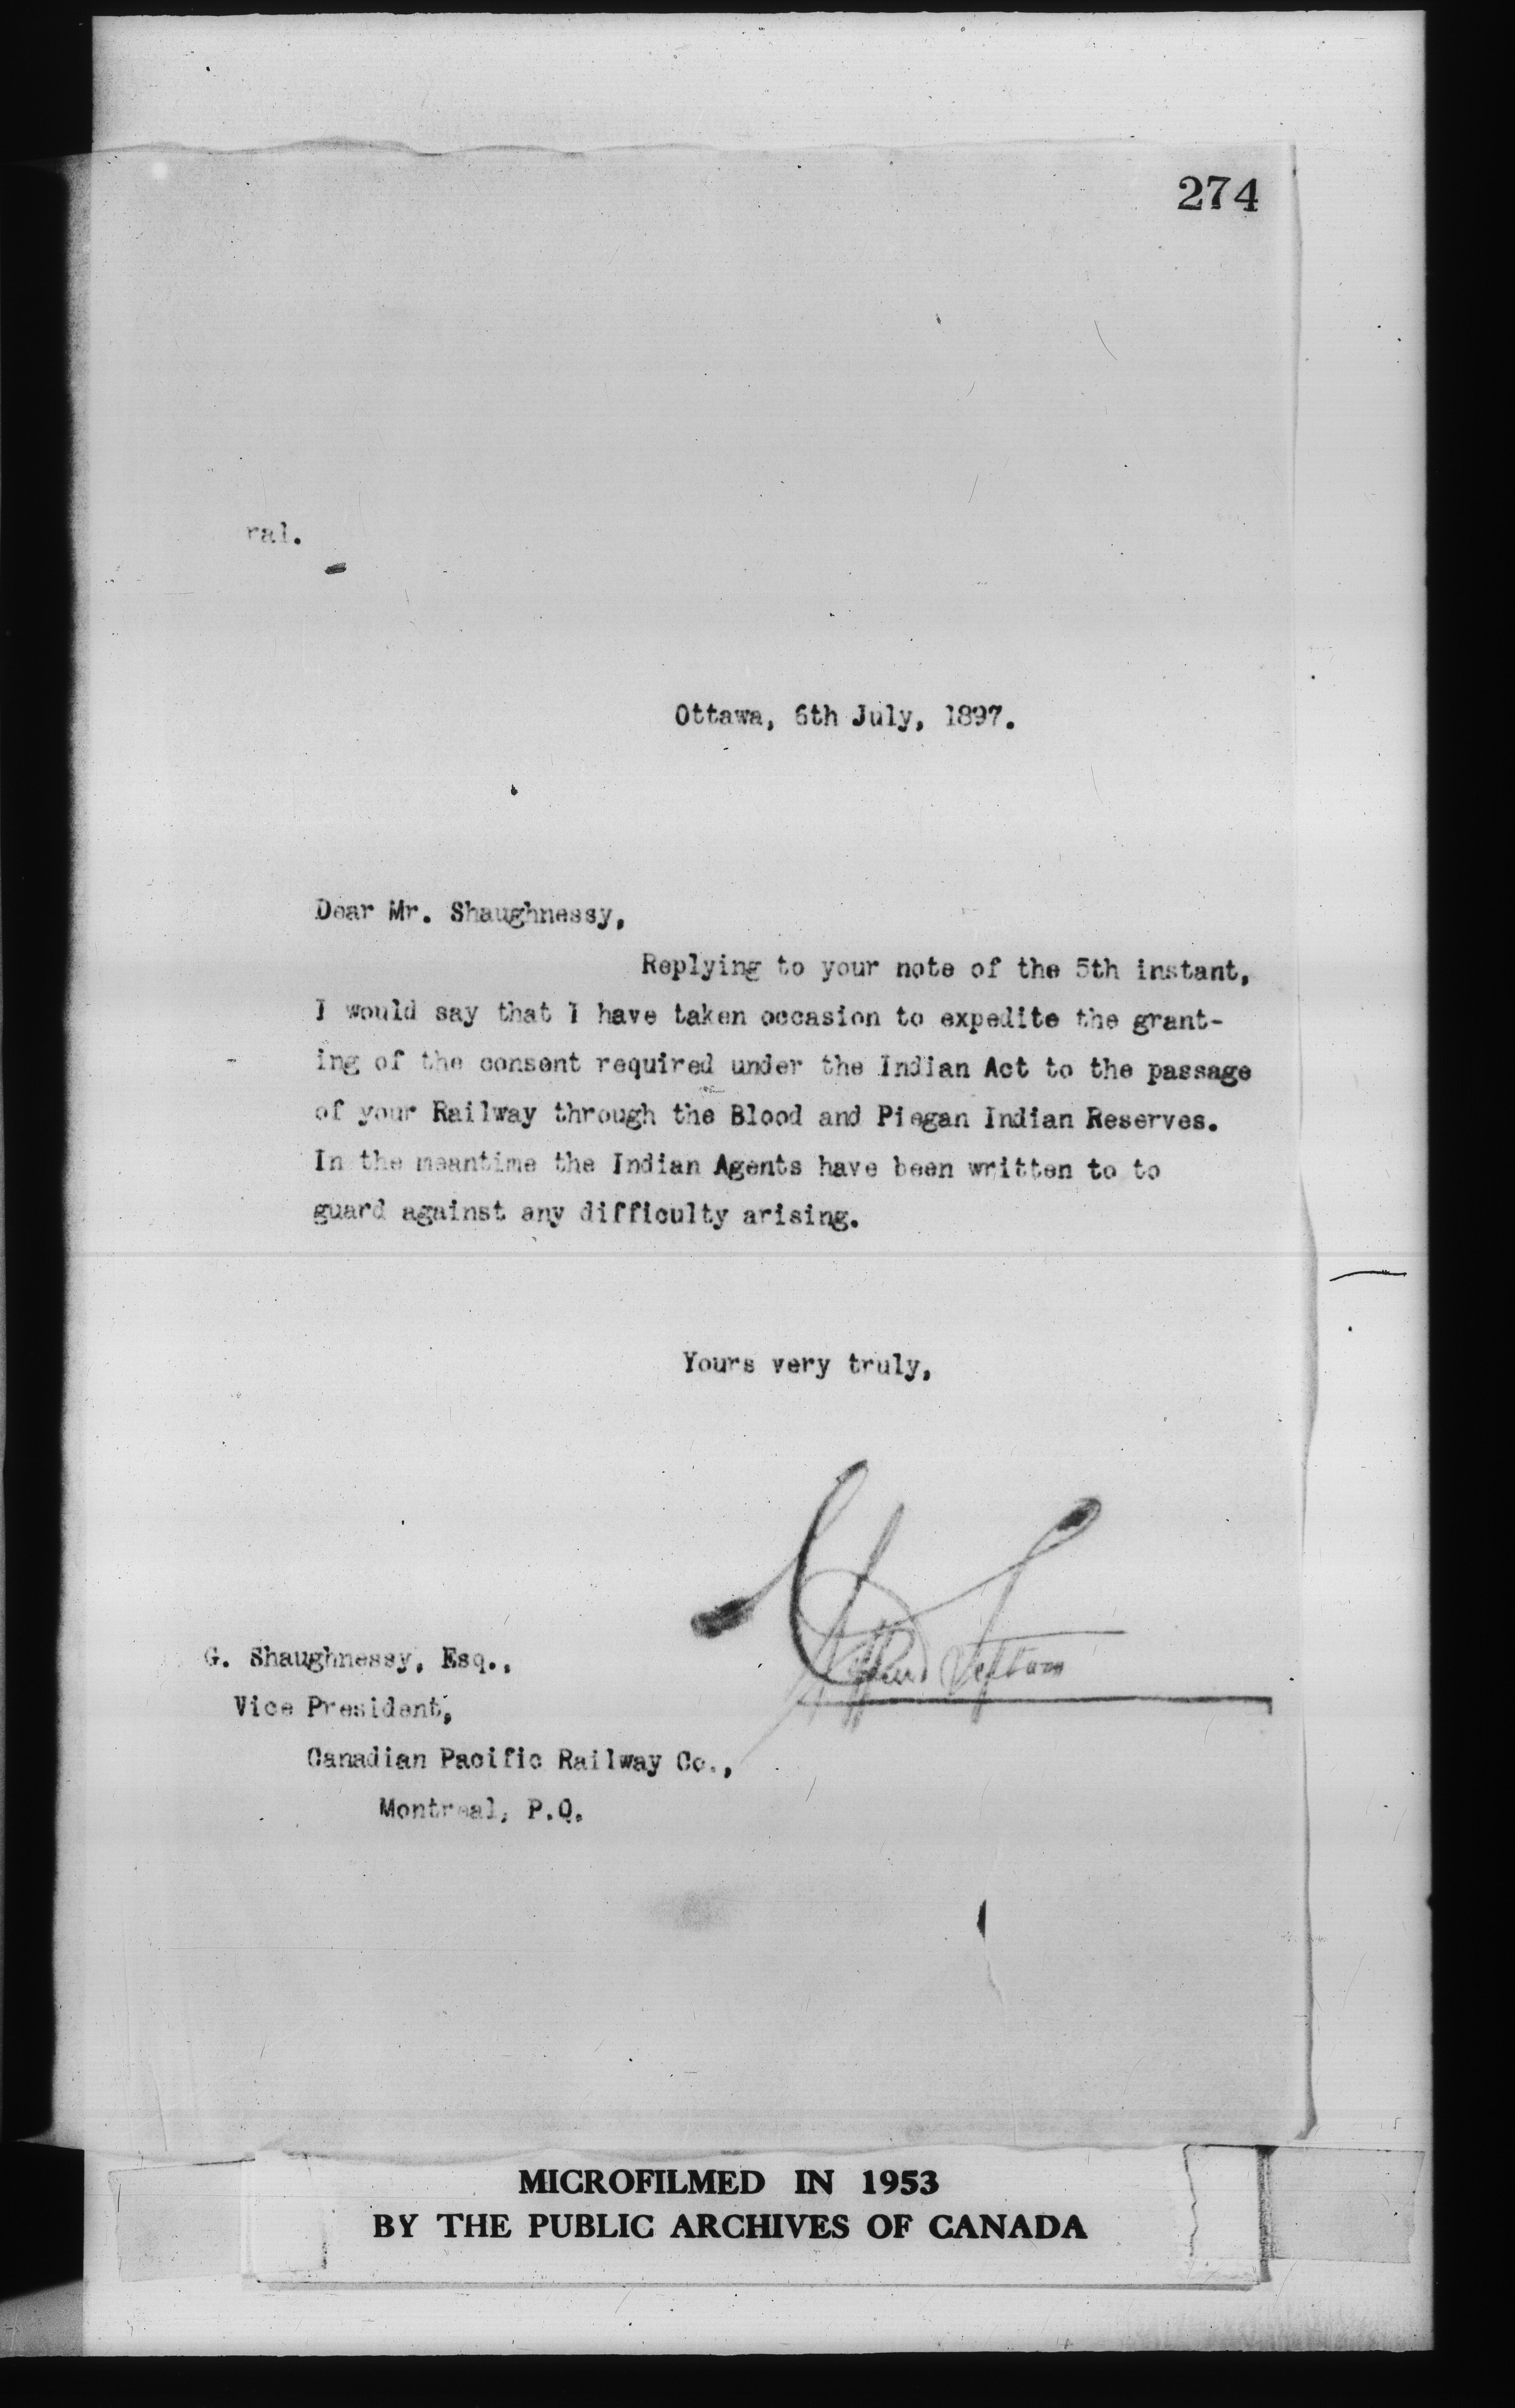 274
ral.
Ottawa, 6th July, 1897.
Dear Mr. Shaughnessy,
Replying to your note of the 5th instant,
I would say that I have taken occasion to expedite the grant-
ing of the consent required under the Indian Act to the passage
of your Railway through the Blood and Piegan Indian Reserves.
In the meantime the Indian Agents have been written to to
guard against any difficulty arising.
Yours very truly,
Clifford Sifton
G. Shaughnessy, Esq.,
Vice President,
Canadian Pacific Railway Co.,
Montreal, P.Q.
MICROFILMED IN 1953
BY THE PUBLIC ARCHIVES OF CANADA